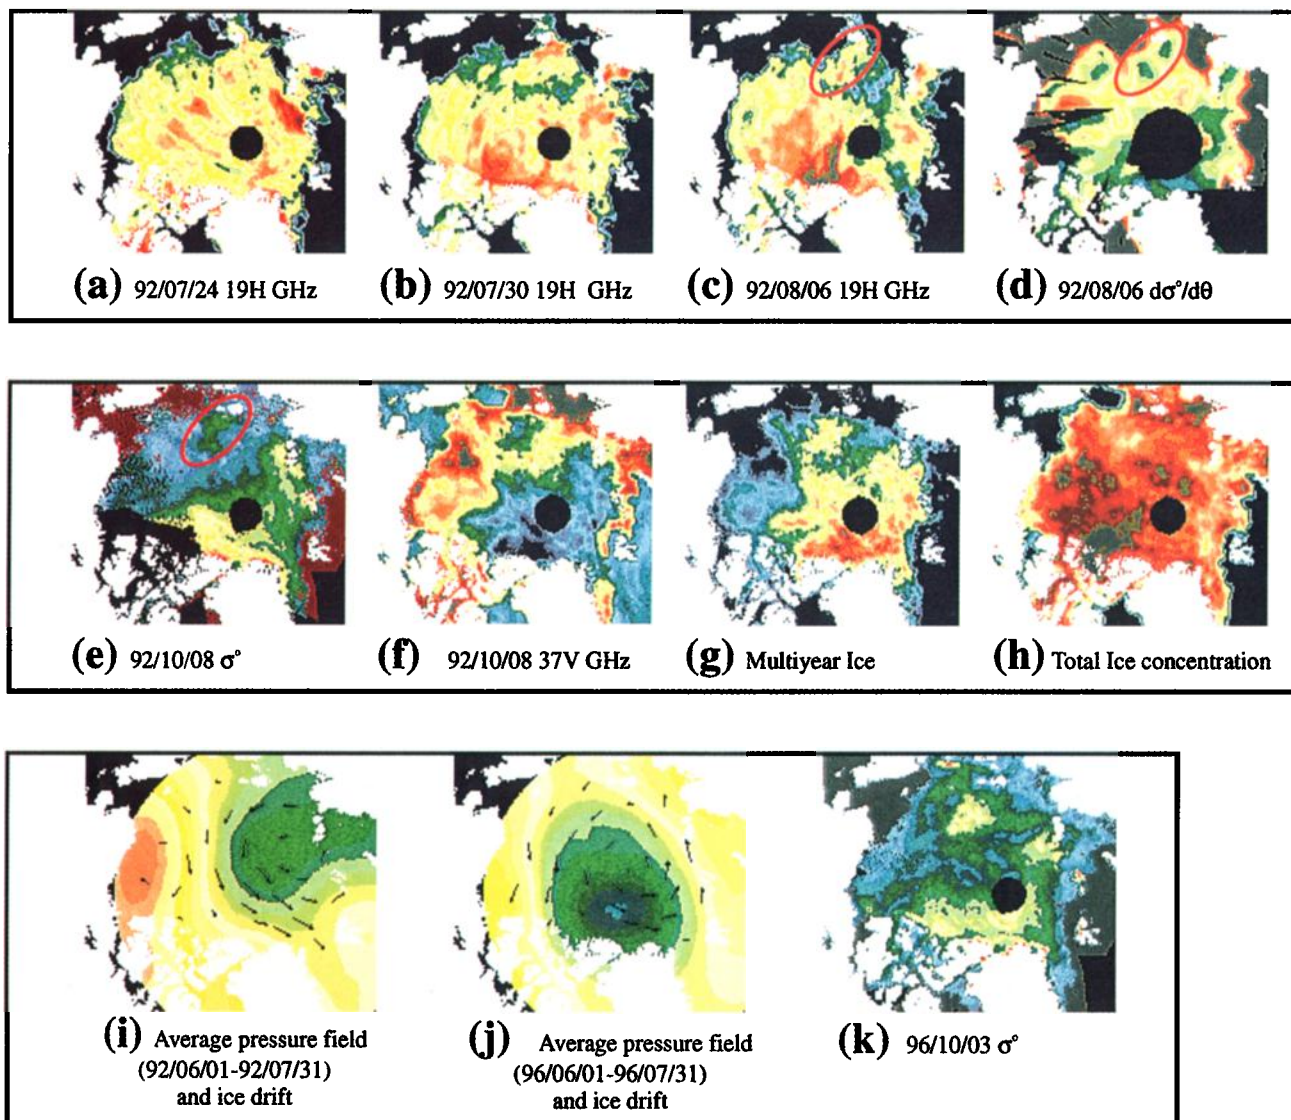 (a) 92/07/24 19H GHz
(b) 92/07/30 19H GHz
(c) 92/08/06 19H GHz
(d) 92/08/06 dσ°/dθ
(e) 92/10/08 σ°
(f) 92/10/08 37V GHz
(g) Multiyear Ice
(h) Total Ice concentration
(i) Average pressure field
(92/06/01-92/07/31)
and ice drift
(j) Average pressure field
(96/06/01-96/07/31)
and ice drift
(k) 96/10/03 σ°